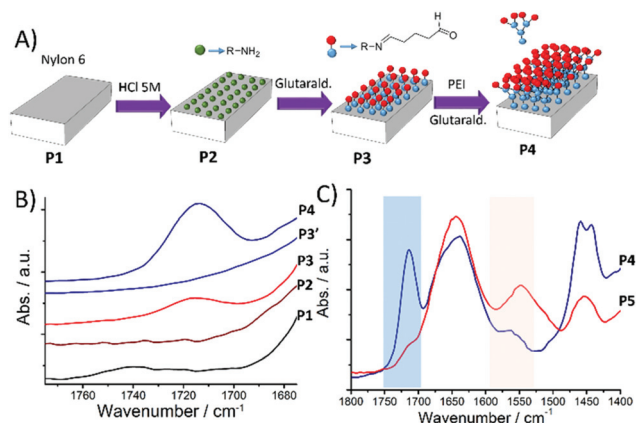 A)
Nylon 6
HCl 5M
R-NH2
Glutarald.
R-N
H
O
PEI
Glutarald.
P1
P2
P3
P4
B)
Abs. / a.u.
P4
P3'
P3
P2
P1
1760 1740 1720 1700 1680
Wavenumber / cm-1
C)
Abs. / a.u.
P4
P5
1800 1750 1700 1650 1600 1550 1500 1450 1400
Wavenumber / cm-1